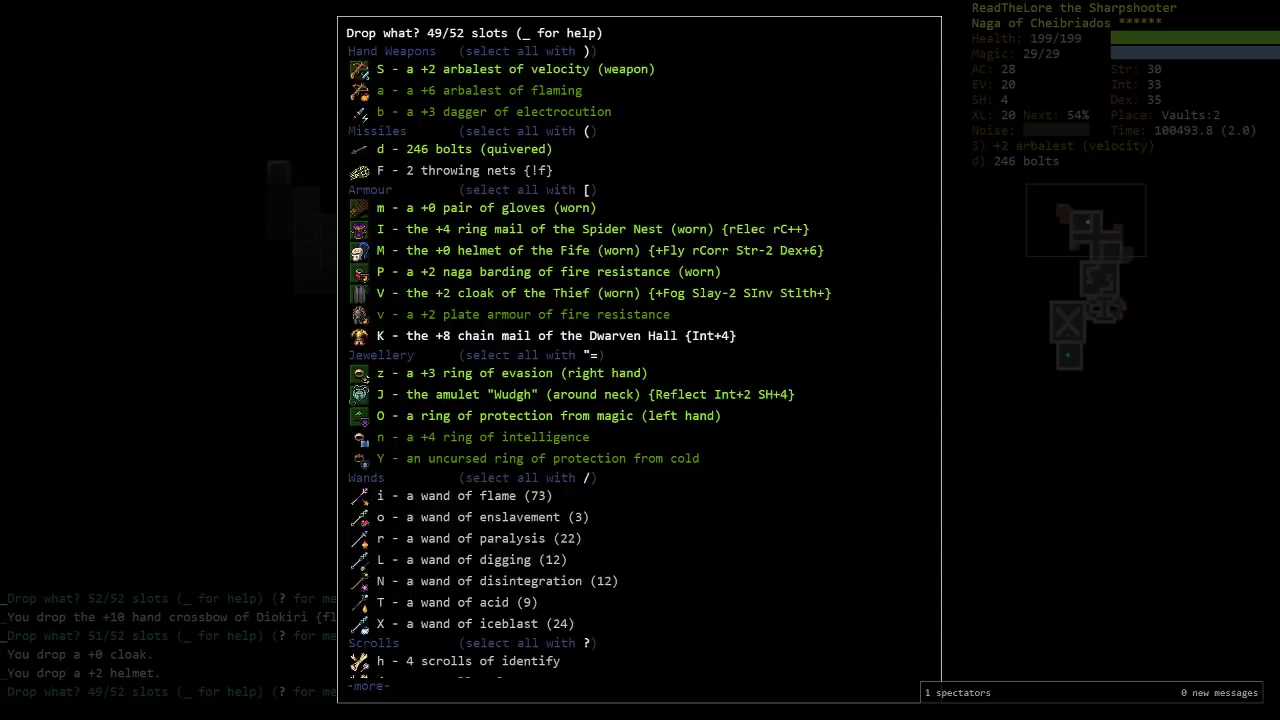 Drop what? 49/52 slots (_ for help)
Hand Weapons (select all with ))
S - a +2 arbalest of velocity (weapon)
a - a +6 arbalest of flaming
b - a +3 dagger of electrocution
Missiles (select all with ()
d - 246 bolts (quivered)
F - 2 throwing nets {!f}
Armour (select all with [)
m - a +0 pair of gloves (worn)
I - the +4 ring mail of the Spider Nest (worn) {rElec rC++}
M - the +0 helmet of the Fife (worn) {+Fly rCorr Str-2 Dex+6}
P - a +2 naga barding of fire resistance (worn)
V - the +2 cloak of the Thief (worn) {+Fog Slay-2 SInv Stlth+}
v - a +2 plate armour of fire resistance
K - the +8 chain mail of the Dwarven Hall {Int+4}
Jewellery (select all with "=)
z - a +3 ring of evasion (right hand)
J - the amulet "Wudgh" (around neck) {Reflect Int+2 SH+4}
O - a ring of protection from magic (left hand)
n - a +4 ring of intelligence
Y - an uncursed ring of protection from cold
Wands (select all with /)
i - a wand of flame (73)
o - a wand of enslavement (3)
r - a wand of paralysis (22)
L - a wand of digging (12)
N - a wand of disintegration (12)
T - a wand of acid (9)
X - a wand of iceblast (24)
Scrolls (select all with ?)
h - 4 scrolls of identify
-more-
ReadTheLore the Sharpshooter
Naga of Cheibriados ******
Health: 199/199
Magic: 29/29
AC: 28 Str: 30
EV: 20 Int: 33
SH: 4 Dex: 35
XL: 20 Next: 54% Place: Vaults:2
Noise: Time: 100493.8 (2.0)
S) +2 arbalest (velocity)
d) 246 bolts
_Drop what? 52/52 slots (_ for help) (? for me
_You drop the +10 hand crossbow of Diokiri {fl
_Drop what? 51/52 slots (_ for help) (? for me
You drop a +0 cloak.
_You drop a +2 helmet.
Drop what? 49/52 slots (_ for help) (? for me
1 spectators 0 new messages